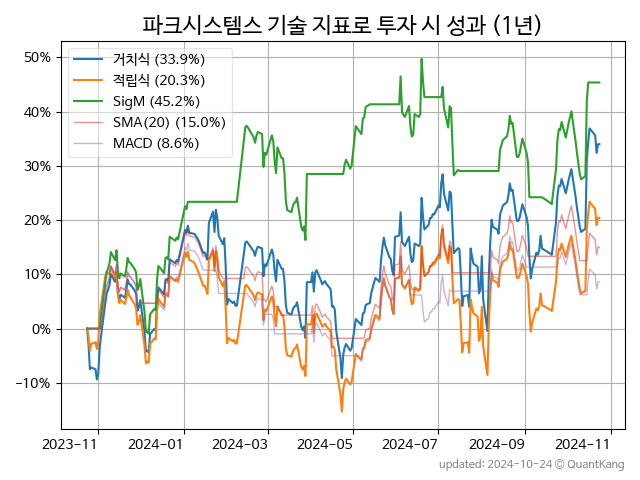 파크시스템스 기술 지표로 투자 시 성과 (1년)
거치식 (33.9%)
적립식 (20.3%)
SigM (45.2%)
SMA(20) (15.0%)
MACD (8.6%)
50%
40%
30%
20%
10%
0%
−10%
2023−11
2024−01
2024−03
2024−05
2024−07
2024−09
2024−11
updated: 2024-10-24 © QuantKang